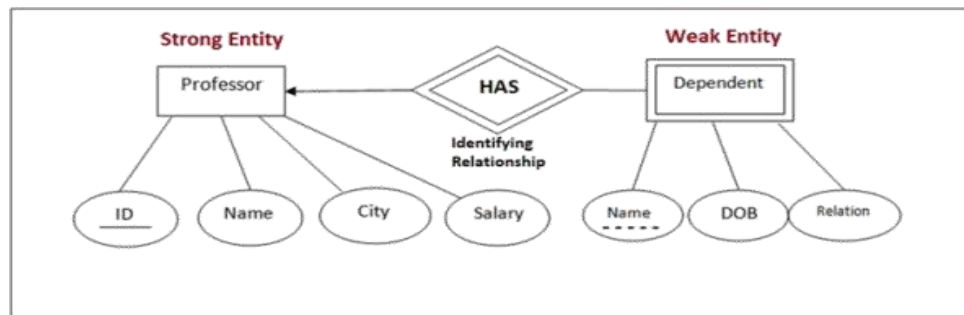 Strong Entity
Weak Entity
Professor
HAS
Dependent
Identifying
Relationship
ID
Name
City
Salary
Name
DOB
Relation